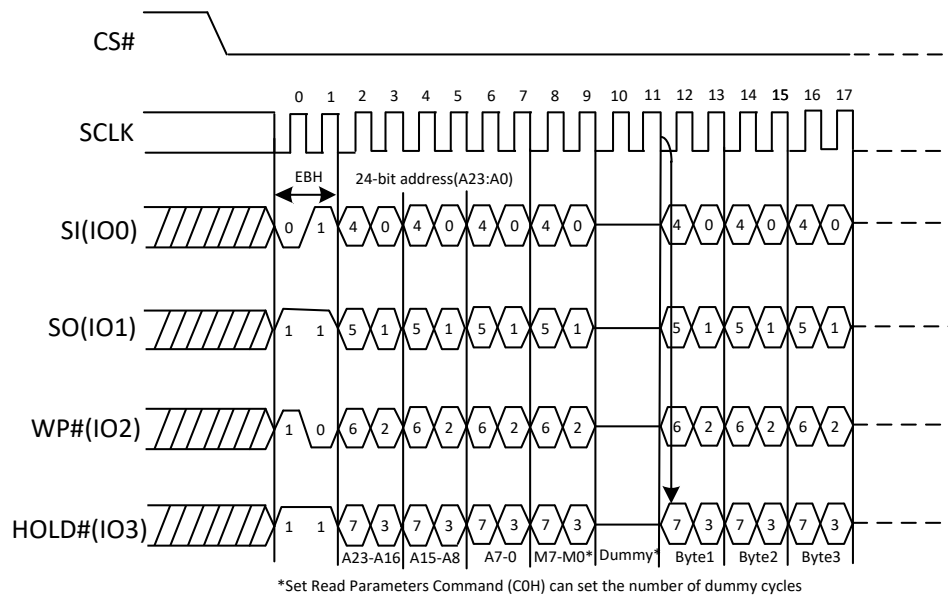 CS#
0 1 2 3 4 5 6 7 8 9 10 11 12 13 14 15 16 17
SCLK
EBH 24-bit address(A23:A0)
SI(IO0) 0 1 4 0 4 0 4 0 4 0 4 0 4 0 4 0
SO(IO1) 1 1 5 1 5 1 5 1 5 1 5 1 5 1 5 1
WP#(IO2) 1 0 6 2 6 2 6 2 6 2 6 2 6 2 6 2
HOLD#(IO3) 1 1 7 3 7 3 7 3 7 3 7 3 7 3 7 3
A23-A16 A15-A8 A7-0 M7-M0* Dummy* Byte1 Byte2 Byte3
*Set Read Parameters Command (C0H) can set the number of dummy cycles